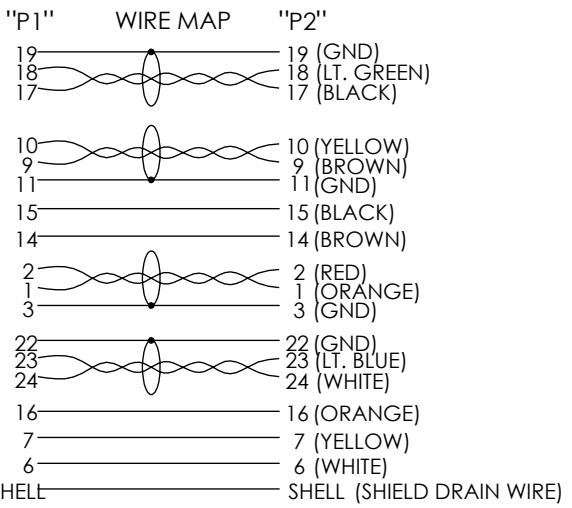 "P1" WIRE MAP "P2"
19 19 (GND)
18 18 (LT. GREEN)
17 17 (BLACK)
10 10 (YELLOW)
9 9 (BROWN)
11 11 (GND)
15 15 (BLACK)
14 14 (BROWN)
2 2 (RED)
1 1 (ORANGE)
3 3 (GND)
22 22 (GND)
23 23 (LT. BLUE)
24 24 (WHITE)
16 16 (ORANGE)
7 7 (YELLOW)
6 6 (WHITE)
HELL SHELL (SHIELD DRAIN WIRE)